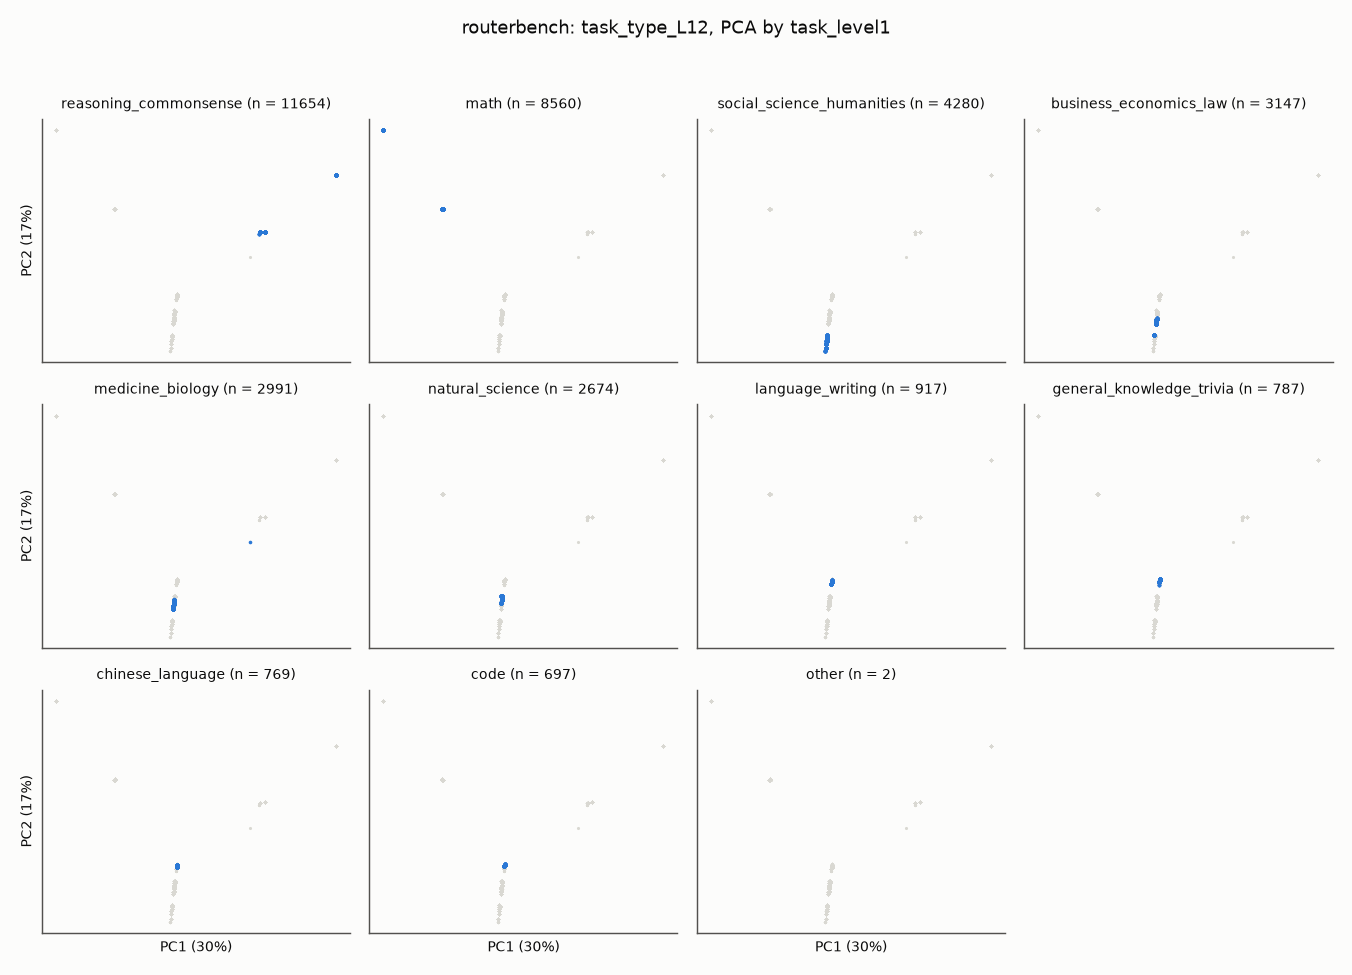 routerbench: task_type_L12, PCA by task_level1
reasoning_commonsense (n = 11654)
math (n = 8560)
social_science_humanities (n = 4280)
business_economics_law (n = 3147)
PC2 (17%)
medicine_biology (n = 2991)
natural_science (n = 2674)
language_writing (n = 917)
general_knowledge_trivia (n = 787)
PC2 (17%)
chinese_language (n = 769)
code (n = 697)
other (n = 2)
PC2 (17%)
PC1 (30%)
PC1 (30%)
PC1 (30%)